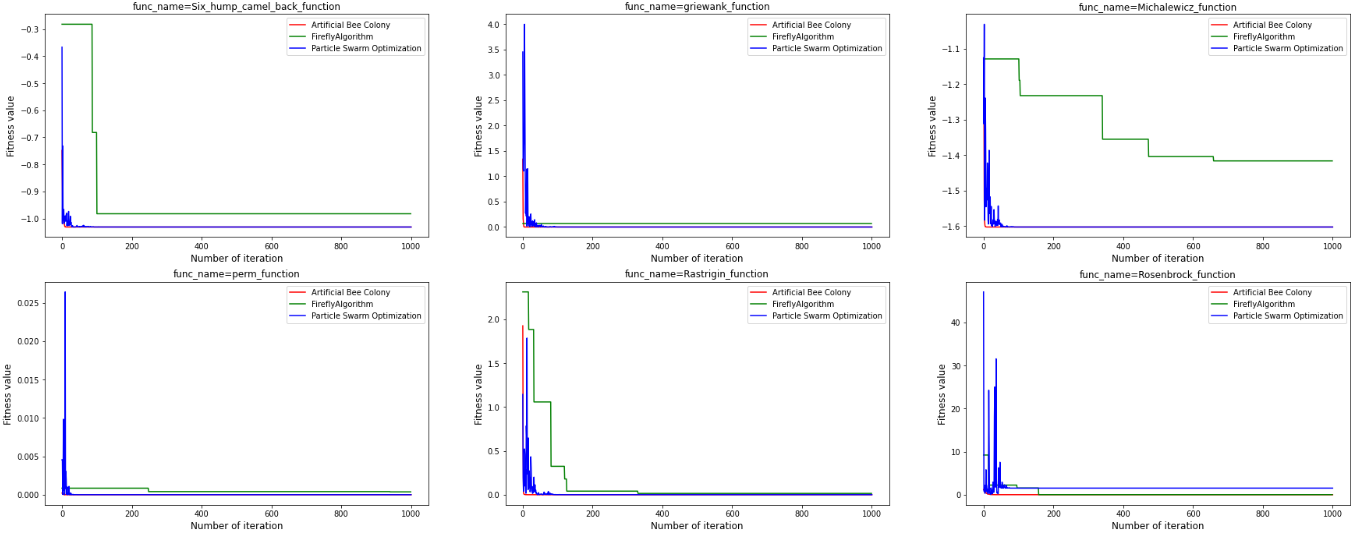 func_name=Six_hump_camel_back_function
Fitness value
−0.3
−0.4
−0.5
−0.6
−0.7
−0.8
−0.9
−1.0
Artificial Bee Colony
FireflyAlgorithm
Particle Swarm Optimization
0 200 400 600 800 1000
Number of iteration
func_name=griewank_function
Fitness value
4.0
3.5
3.0
2.5
2.0
1.5
1.0
0.5
0.0
Artificial Bee Colony
FireflyAlgorithm
Particle Swarm Optimization
0 200 400 600 800 1000
Number of iteration
func_name=Michalewicz_function
Fitness value
−1.1
−1.2
−1.3
−1.4
−1.5
−1.6
Artificial Bee Colony
FireflyAlgorithm
Particle Swarm Optimization
0 200 400 600 800 1000
Number of iteration
func_name=perm_function
Fitness value
0.025
0.020
0.015
0.010
0.005
0.000
Artificial Bee Colony
FireflyAlgorithm
Particle Swarm Optimization
0 200 400 600 800 1000
Number of iteration
func_name=Rastrigin_function
Fitness value
2.0
1.5
1.0
0.5
0.0
Artificial Bee Colony
FireflyAlgorithm
Particle Swarm Optimization
0 200 400 600 800 1000
Number of iteration
func_name=Rosenbrock_function
Fitness value
40
30
20
10
0
Artificial Bee Colony
FireflyAlgorithm
Particle Swarm Optimization
0 200 400 600 800 1000
Number of iteration